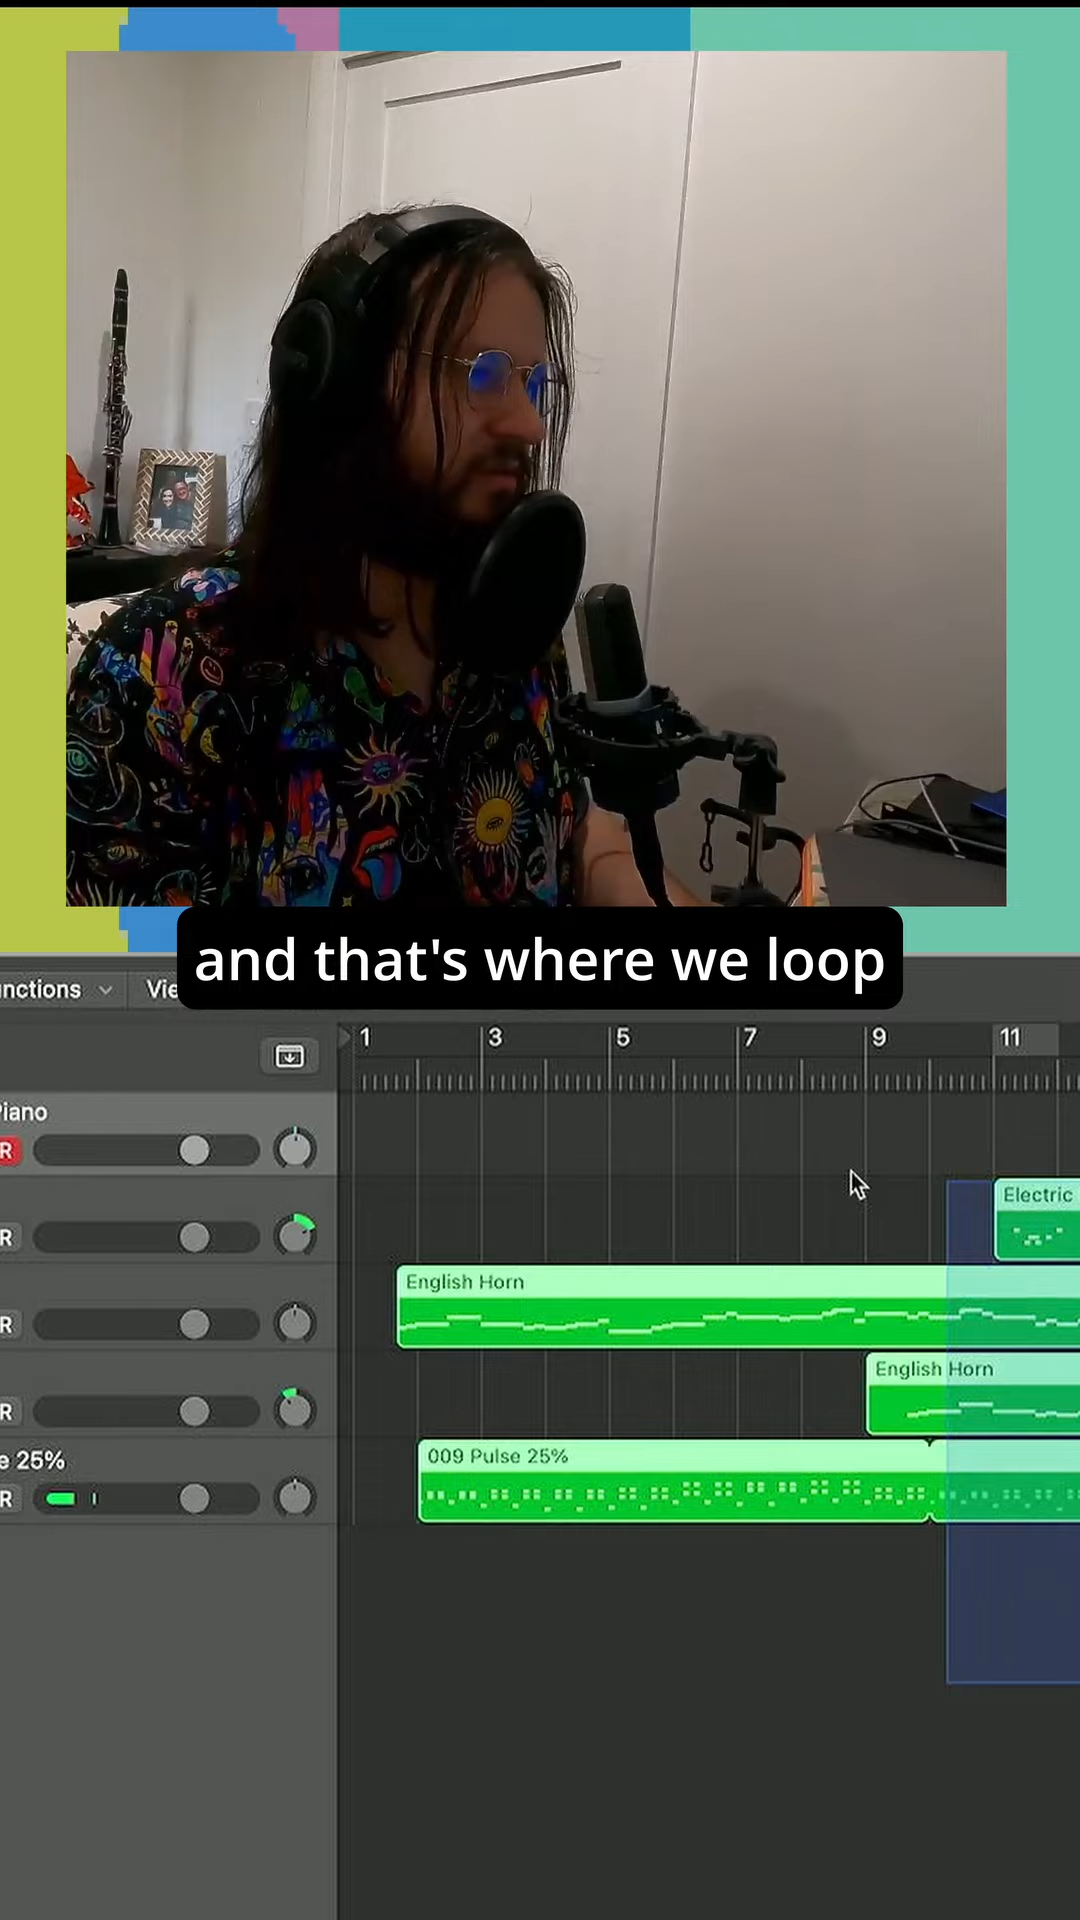 and that's where we loop
nctions
Vie
1 3 5 7 9 11
Piano
R
Electric
R
English Horn
R
English Horn
R
e 25%
009 Pulse 25%
R